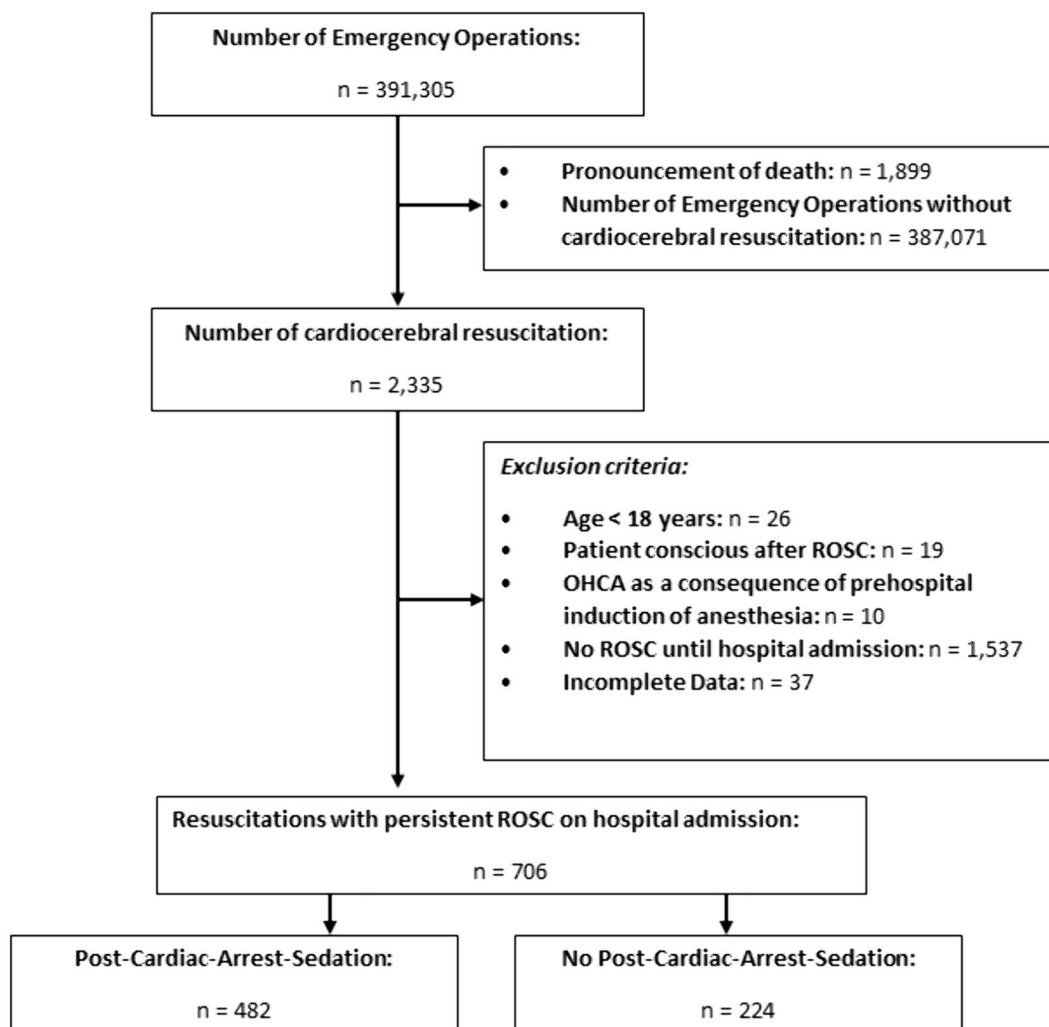 Number of Emergency Operations:
n = 391,305
• Pronouncement of death: n = 1,899
• Number of Emergency Operations without
cardiocerebral resuscitation: n = 387,071
Number of cardiocerebral resuscitation:
n = 2,335
Exclusion criteria:
• Age < 18 years: n = 26
• Patient conscious after ROSC: n = 19
• OHCA as a consequence of prehospital
induction of anesthesia: n = 10
• No ROSC until hospital admission: n = 1,537
• Incomplete Data: n = 37
Resuscitations with persistent ROSC on hospital admission:
n = 706
Post-Cardiac-Arrest-Sedation:
n = 482
No Post-Cardiac-Arrest-Sedation:
n = 224